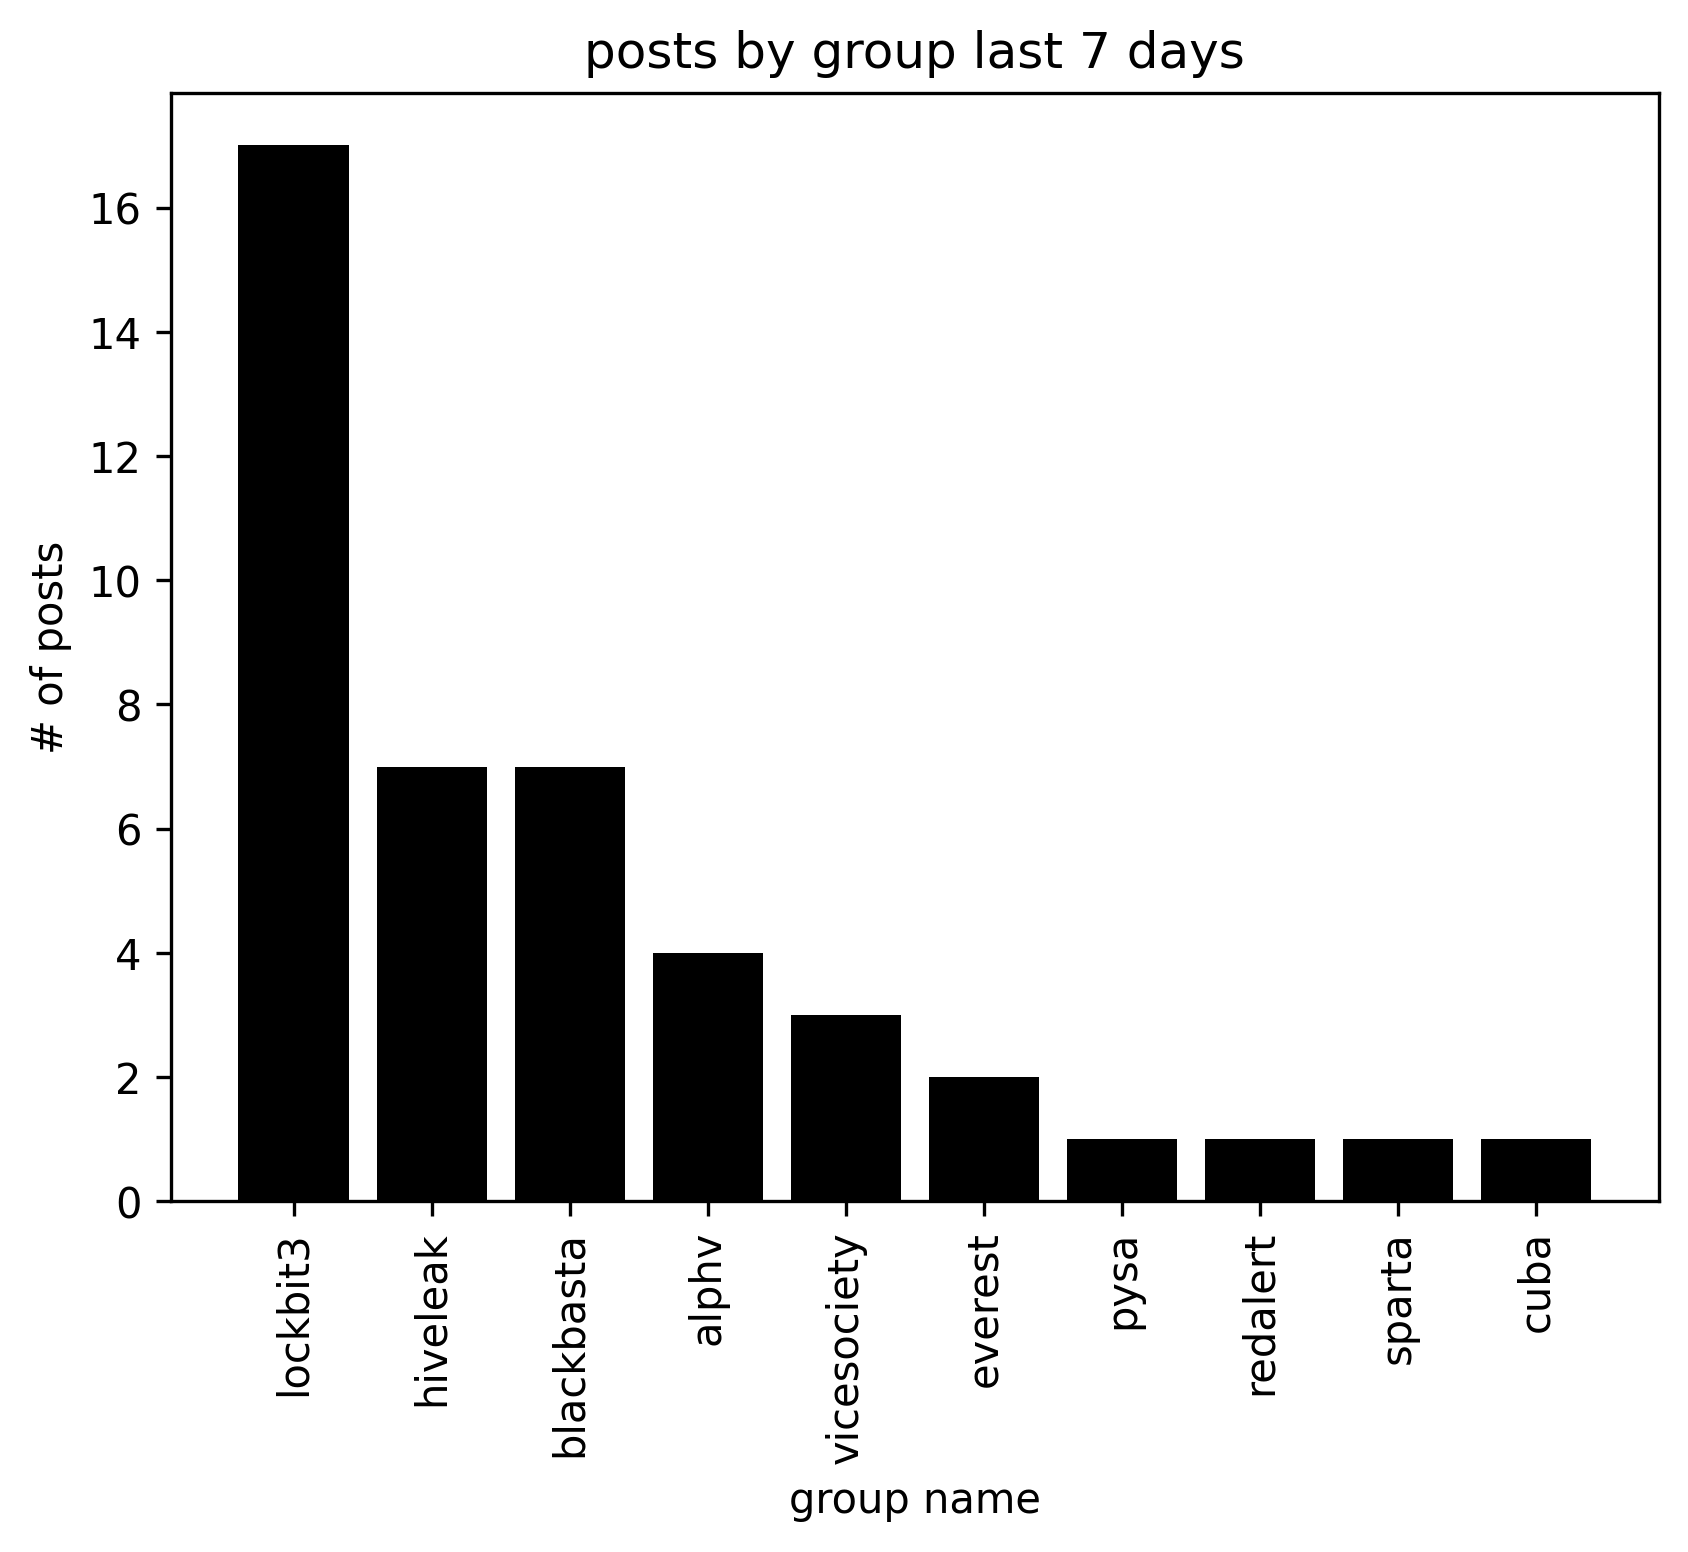 posts by group last 7 days
# of posts
16
14
12
10
8
6
4
2
0
lockbit3
hiveleak
blackbasta
alphv
vicesociety
everest
pysa
redalert
sparta
cuba
group name